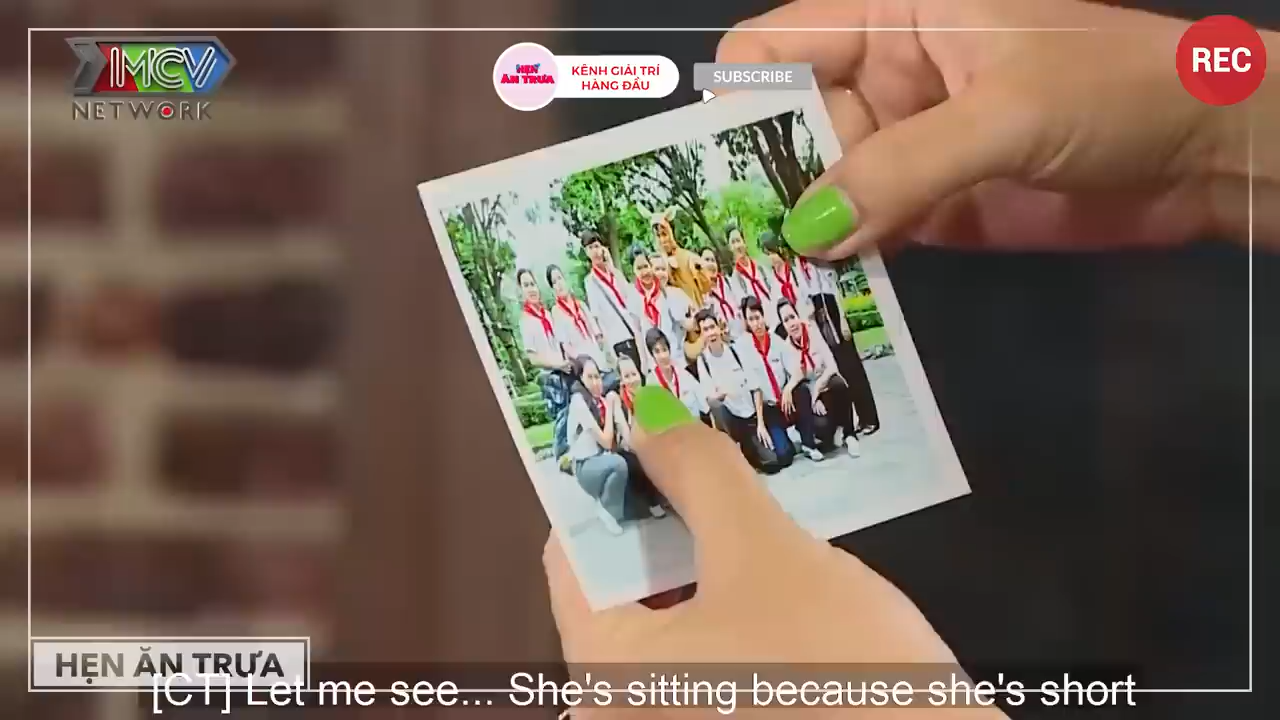 MCV
NETWORK
HẸN
ĂN TRƯA
KÊNH GIẢI TRÍ
HÀNG ĐẦU
SUBSCRIBE
REC
HẸN ĂN TRƯA
[CT] Let me see... She's sitting because she's short